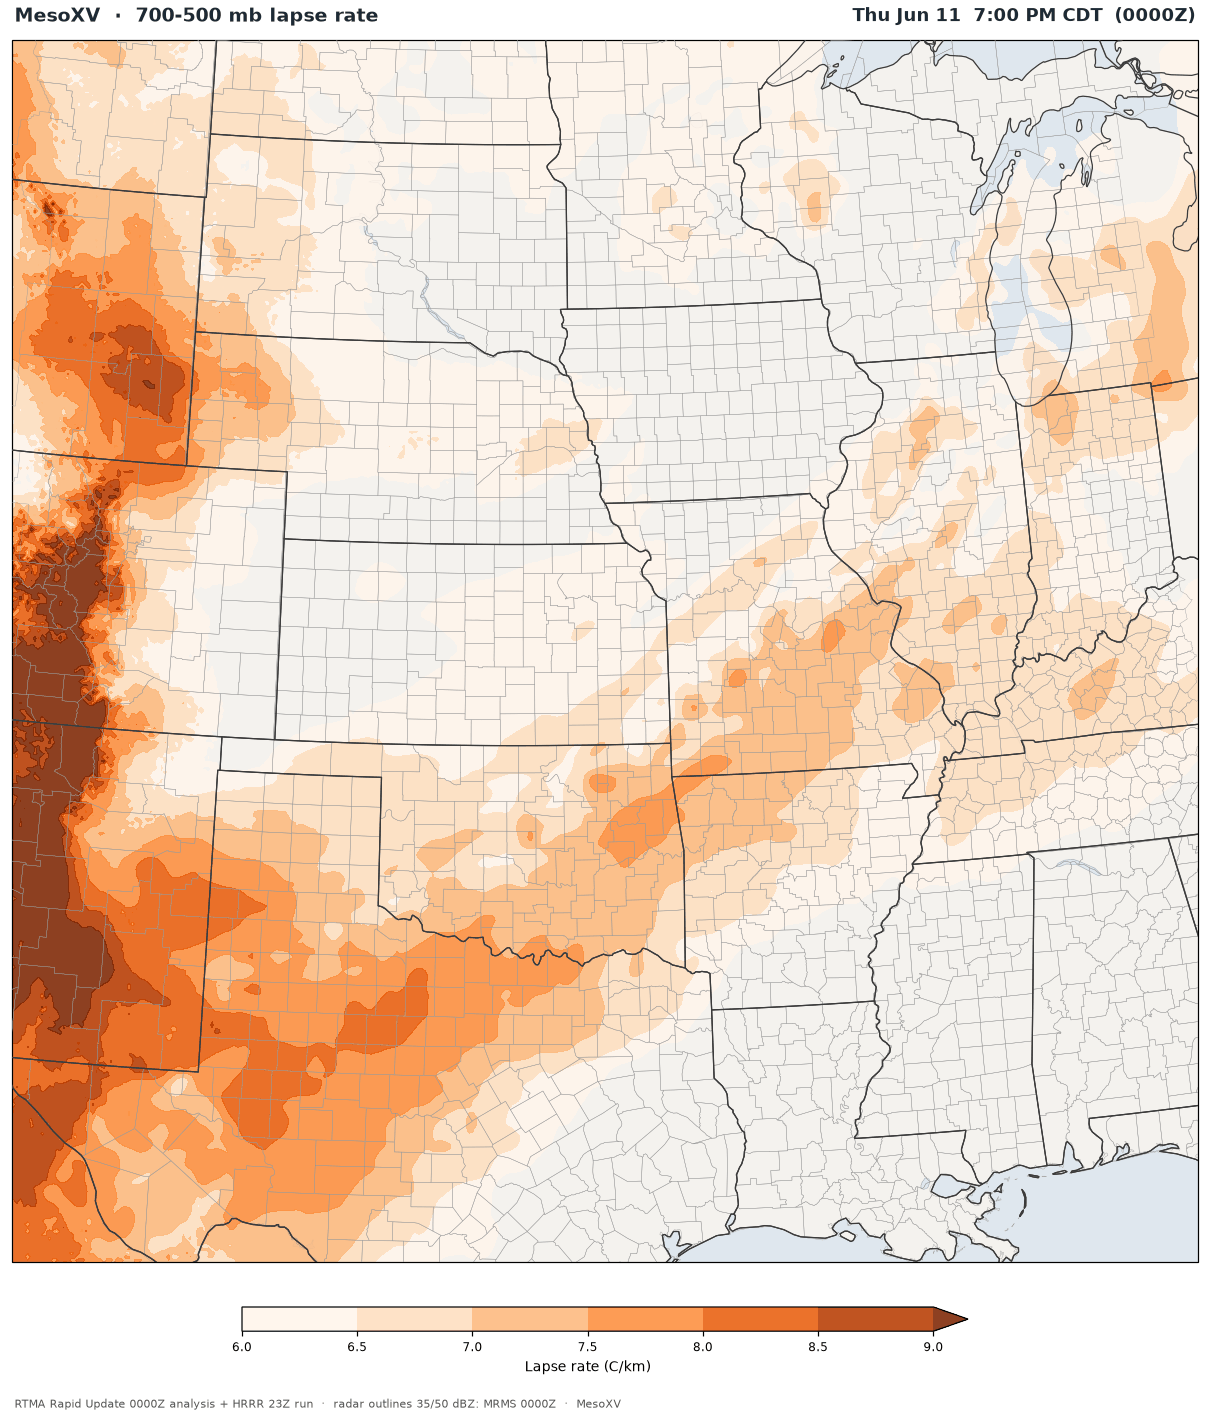 MesoXV · 700-500 mb lapse rate
Thu Jun 11 7:00 PM CDT (0000Z)
6.0 6.5 7.0 7.5 8.0 8.5 9.0
Lapse rate (C/km)
RTMA Rapid Update 0000Z analysis + HRRR 23Z run · radar outlines 35/50 dBZ: MRMS 0000Z · MesoXV